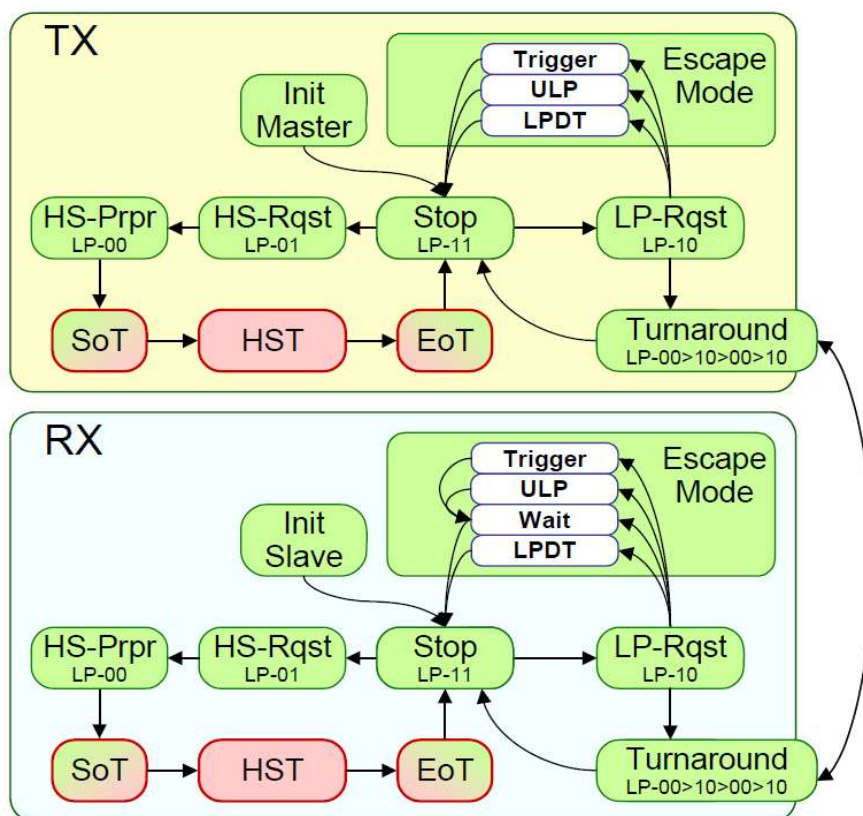 TX
Trigger
ULP
LPDT
Escape
Mode
Init
Master
HS-Prpr
LP-00
HS-Rqst
LP-01
Stop
LP-11
LP-Rqst
LP-10
SoT
HST
EoT
Turnaround
LP-00>10>00>10
RX
Trigger
ULP
Wait
LPDT
Escape
Mode
Init
Slave
HS-Prpr
LP-00
HS-Rqst
LP-01
Stop
LP-11
LP-Rqst
LP-10
SoT
HST
EoT
Turnaround
LP-00>10>00>10